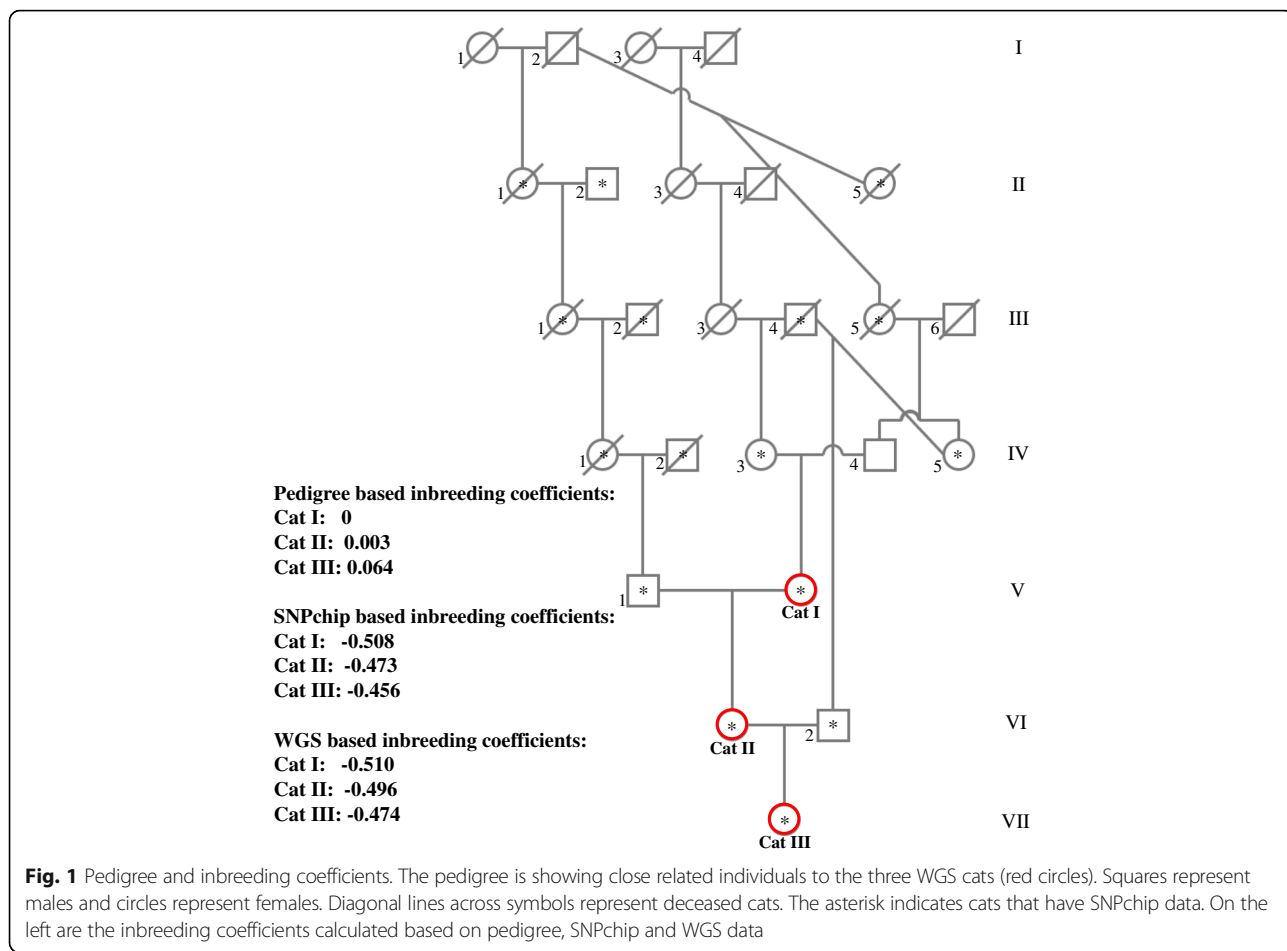 1 2 3 4 I
1 * 2 * 3 4 5 * II
1 * 2 * 3 4 * 5 * 6 III
1 * 2 * 3 * 4 5 * IV
Pedigree based inbreeding coefficients:
Cat I: 0
Cat II: 0.003
Cat III: 0.064
1 * * V
Cat I
SNPchip based inbreeding coefficients:
Cat I: -0.508
Cat II: -0.473
Cat III: -0.456
* 2 * VI
Cat II
WGS based inbreeding coefficients:
Cat I: -0.510
Cat II: -0.496
Cat III: -0.474
* VII
Cat III
Fig. 1 Pedigree and inbreeding coefficients. The pedigree is showing close related individuals to the three WGS cats (red circles). Squares represent
males and circles represent females. Diagonal lines across symbols represent deceased cats. The asterisk indicates cats that have SNPchip data. On the
left are the inbreeding coefficients calculated based on pedigree, SNPchip and WGS data